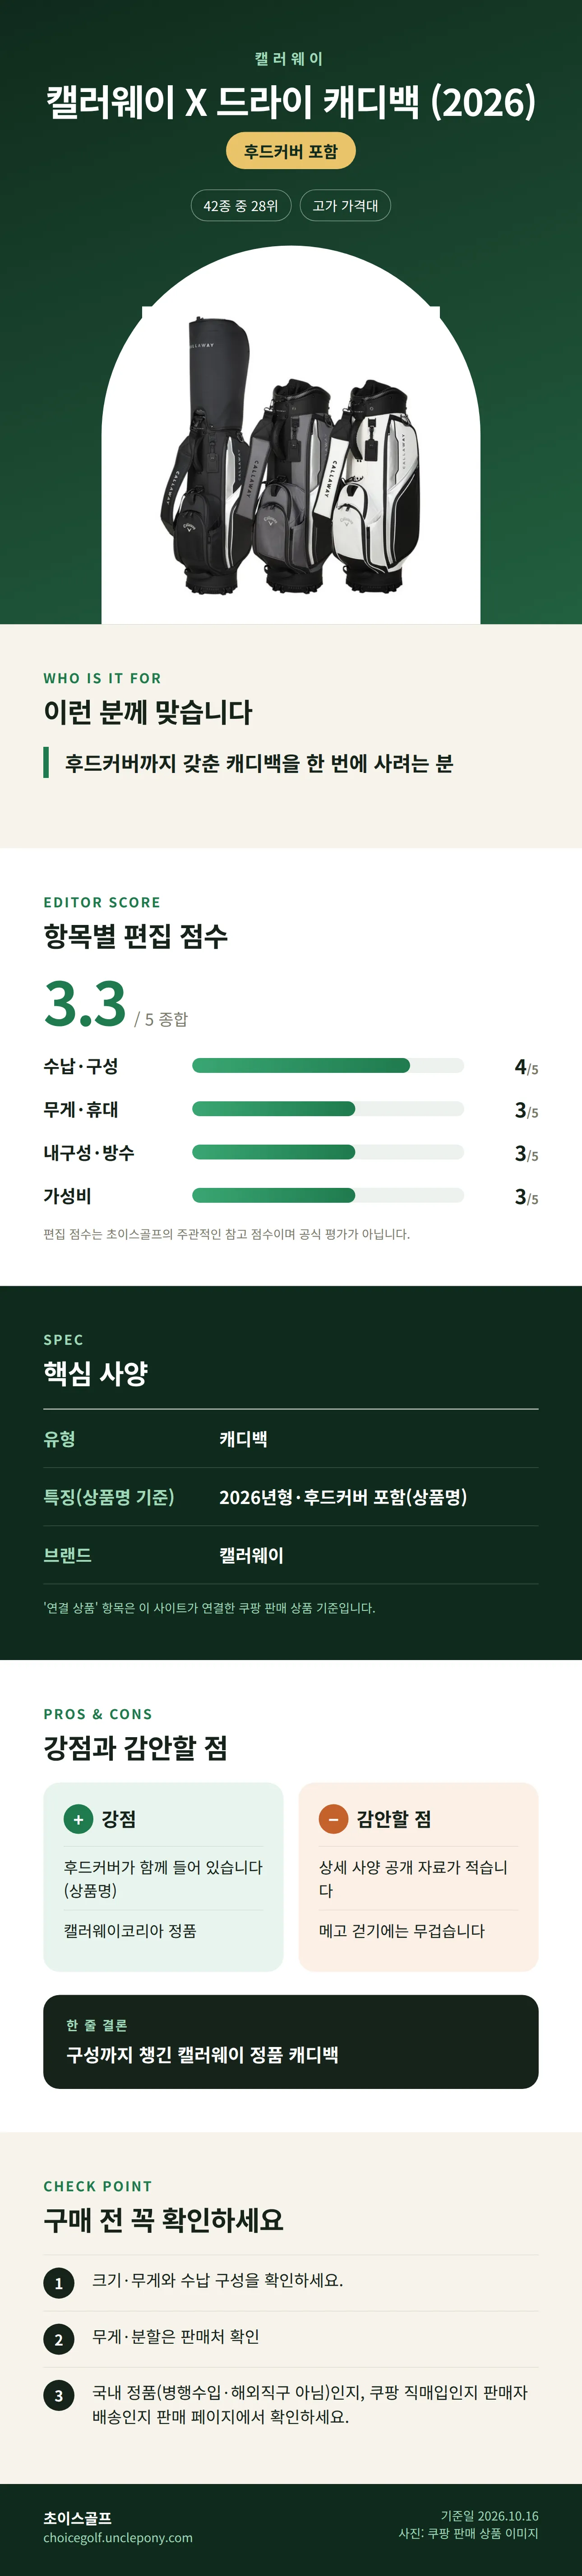 캘러웨이
캘러웨이 X 드라이 캐디백 (2026)
후드커버 포함
42종 중 28위
고가 가격대
CALLAWAY
CALLAWAY
CALLAWAY
WHO IS IT FOR
이런 분께 맞습니다
후드커버까지 갖춘 캐디백을 한 번에 사려는 분
EDITOR SCORE
항목별 편집 점수
3.3 / 5 종합
수납·구성 4/5
무게·휴대 3/5
내구성·방수 3/5
가성비 3/5
편집 점수는 초이스골프의 주관적인 참고 점수이며 공식 평가가 아닙니다.
SPEC
핵심 사양
유형 캐디백
특징(상품명 기준) 2026년형·후드커버 포함(상품명)
브랜드 캘러웨이
'연결 상품' 항목은 이 사이트가 연결한 쿠팡 판매 상품 기준입니다.
PROS & CONS
강점과 감안할 점
+ 강점
후드커버가 함께 들어 있습니다
(상품명)
캘러웨이코리아 정품
− 감안할 점
상세 사양 공개 자료가 적습니
다
메고 걷기에는 무겁습니다
한 줄 결론
구성까지 챙긴 캘러웨이 정품 캐디백
CHECK POINT
구매 전 꼭 확인하세요
1 크기·무게와 수납 구성을 확인하세요.
2 무게·분할은 판매처 확인
3 국내 정품(병행수입·해외직구 아님)인지, 쿠팡 직매입인지 판매자
배송인지 판매 페이지에서 확인하세요.
초이스골프
choicegolf.unclepony.com
기준일 2026.10.16
사진: 쿠팡 판매 상품 이미지